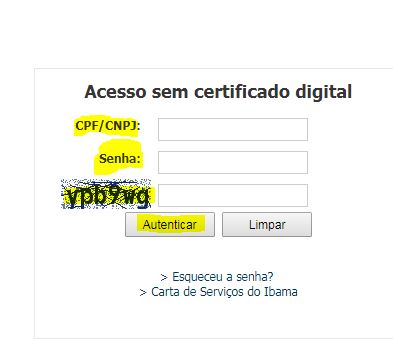 Acesso sem certificado digital
CPF/CNPJ:
Senha:
ypb9wg
Autenticar Limpar
> Esqueceu a senha?
> Carta de Serviços do Ibama